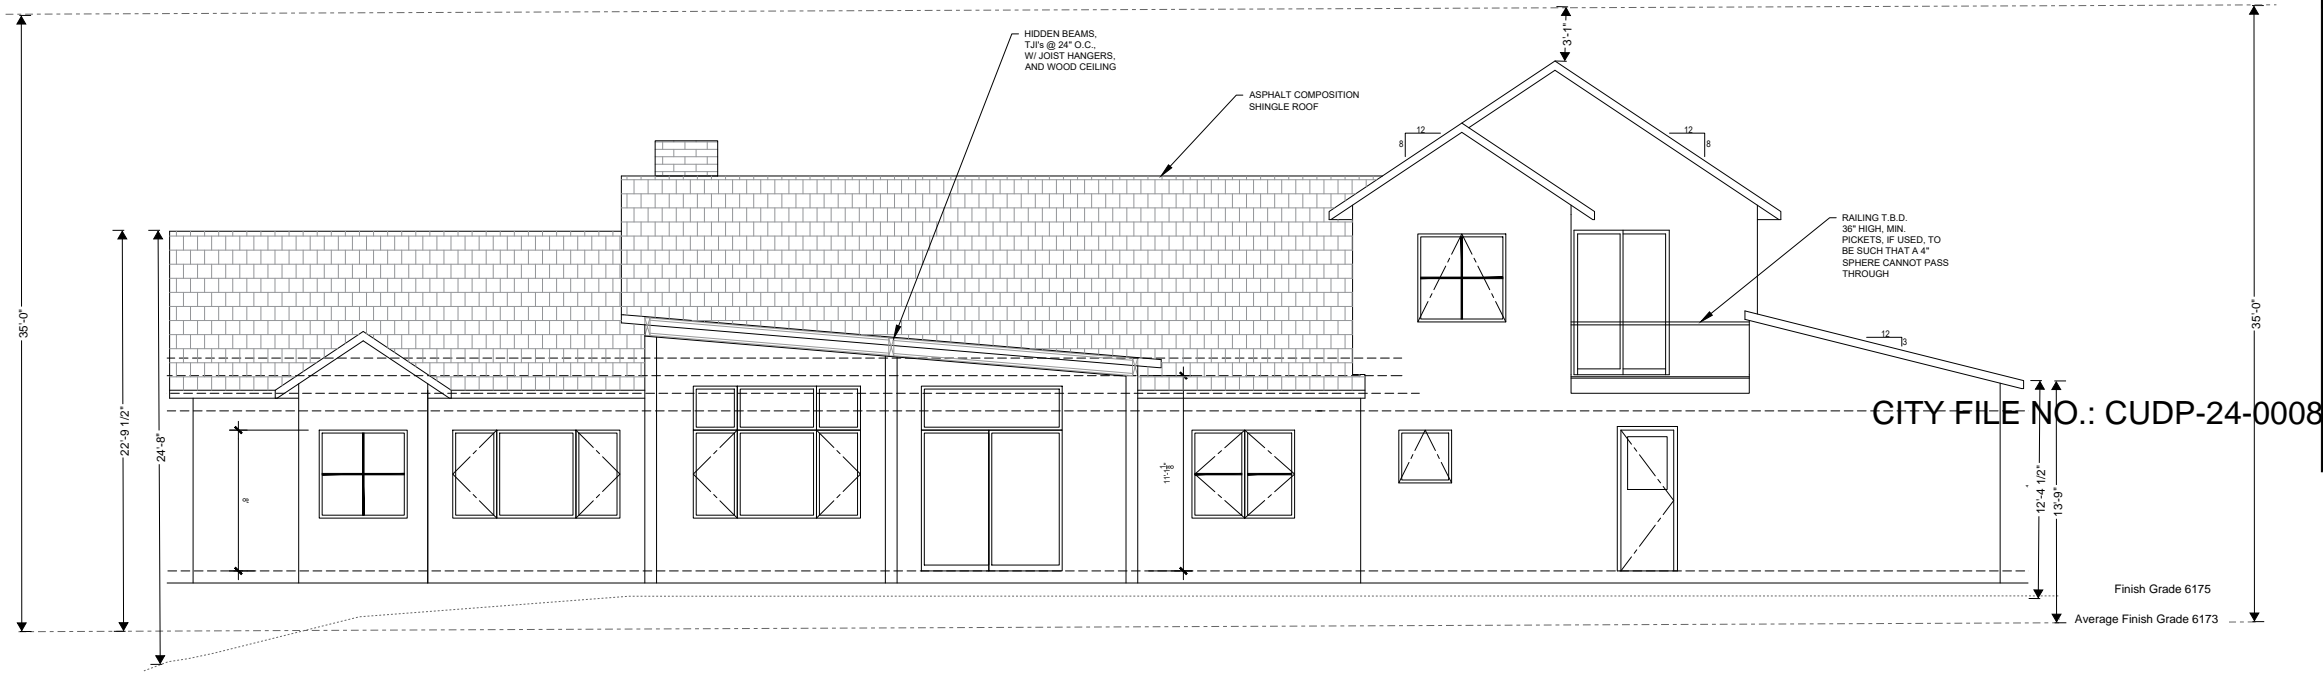 3'-1"
HIDDEN BEAMS,
TJI's @ 24" O.C.,
W/ JOIST HANGERS,
AND WOOD CEILING
ASPHALT COMPOSITION
SHINGLE ROOF
12
8
12
8
RAILING T.B.D.
36" HIGH, MIN.
PICKETS, IF USED, TO
BE SUCH THAT A 4"
SPHERE CANNOT PASS
THROUGH
35'-0"
35'-0"
12
3
22'-9 1/2"
24'-8"
CITY FILE NO.: CUDP-24-0008
12'-4 1/2"
13'-9"
Finish Grade 6175
Average Finish Grade 6173